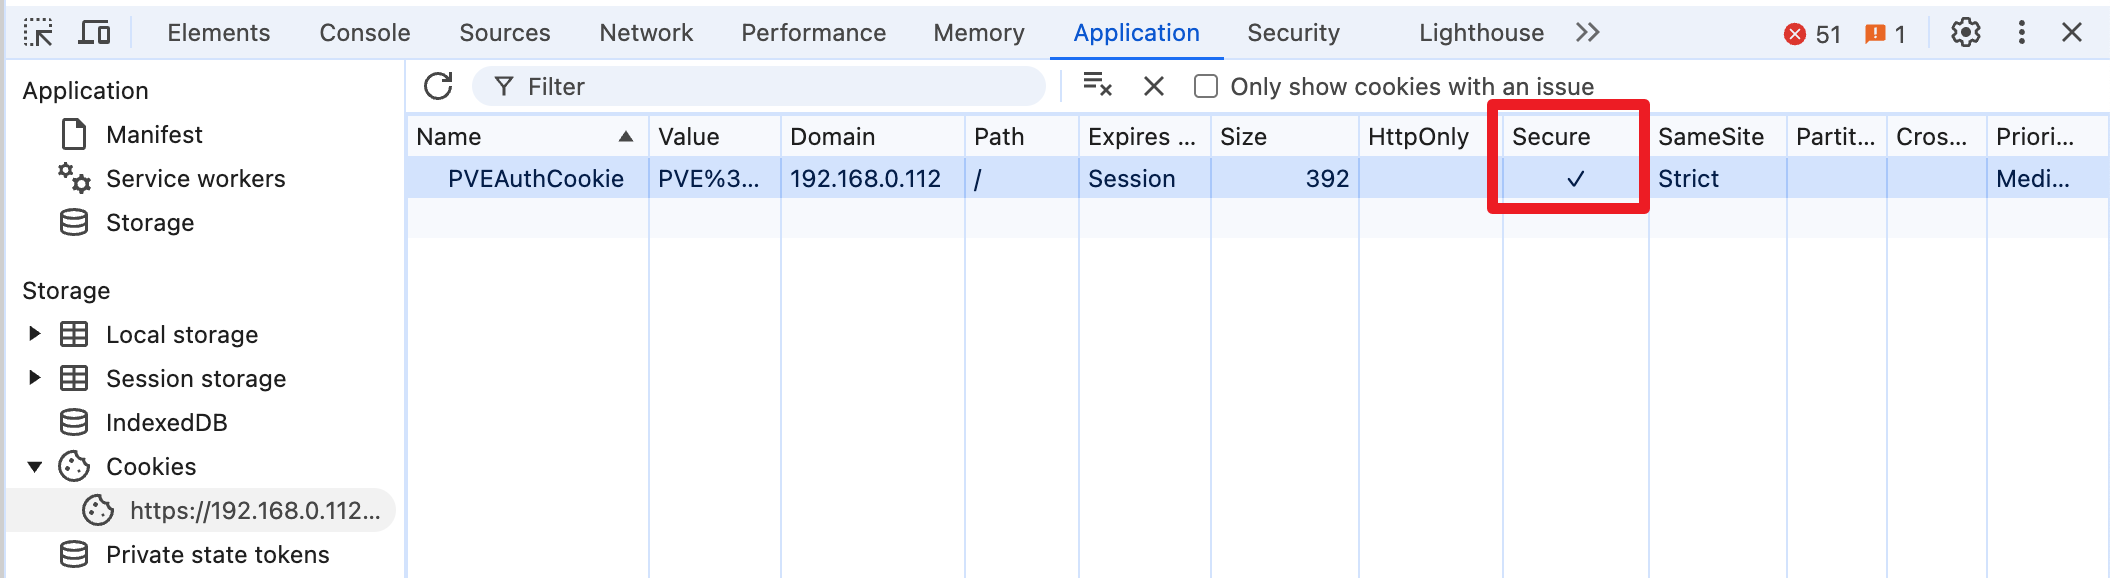 Elements Console Sources Network Performance Memory Application Security Lighthouse 51 1
Application
Manifest
Service workers
Storage
Storage
Local storage
Session storage
IndexedDB
Cookies
https://192.168.0.112...
Private state tokens
Filter Only show cookies with an issue
Name Value Domain Path Expires ... Size HttpOnly Secure SameSite Partit... Cros... Priori...
PVEAuthCookie PVE%3... 192.168.0.112 / Session 392 ✓ Strict Medi...